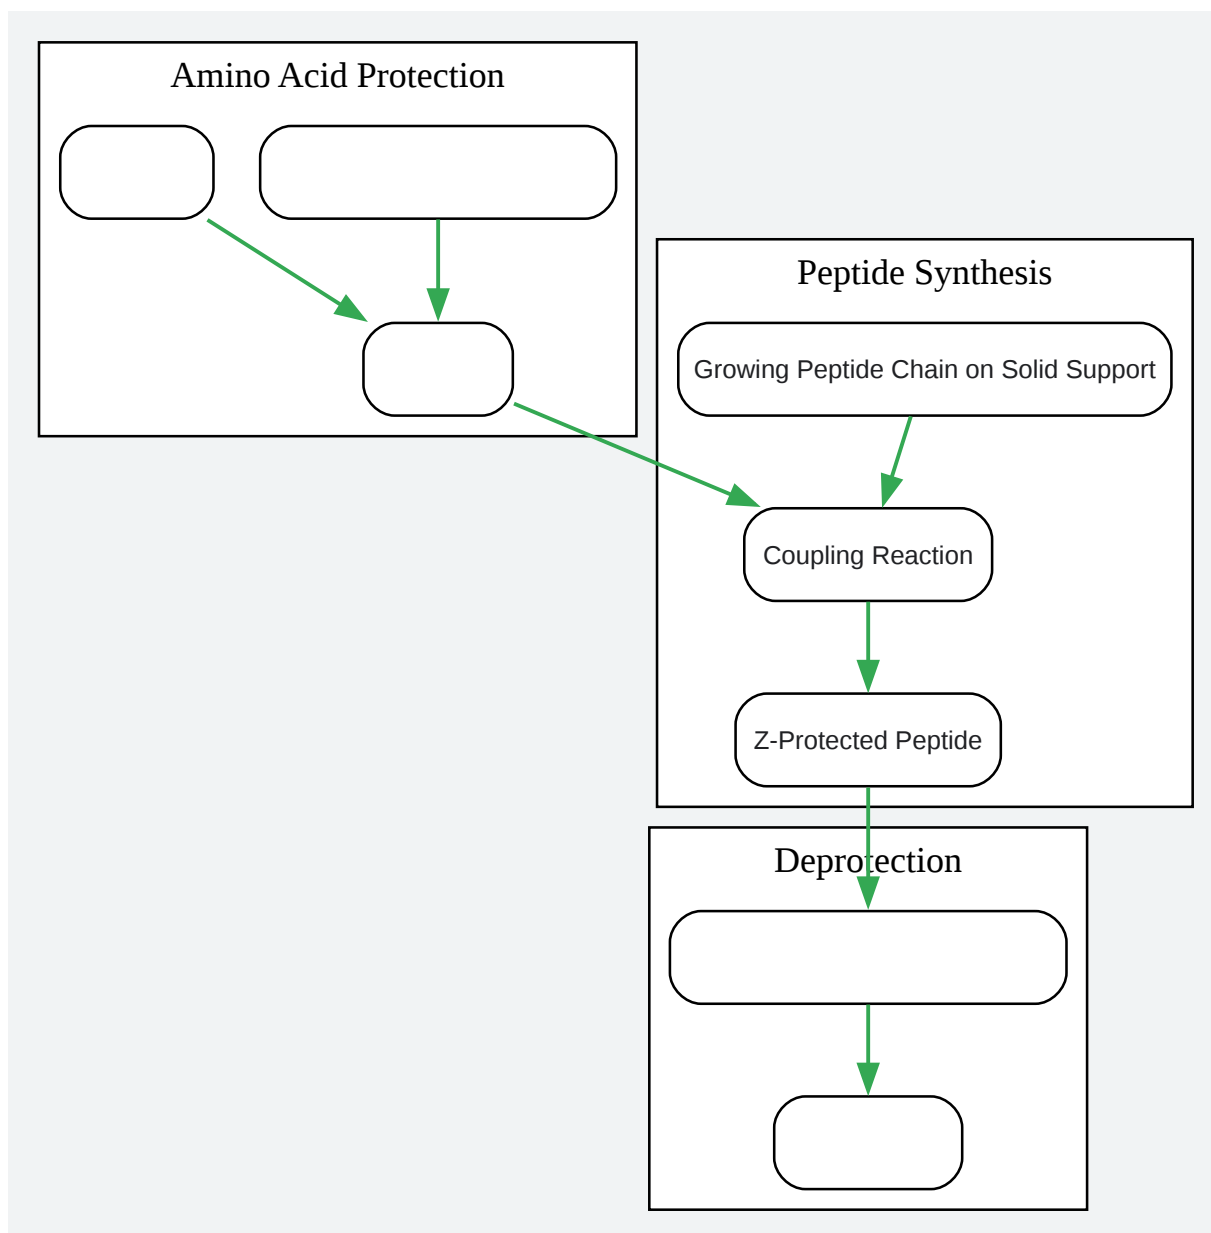 Amino Acid Protection
Peptide Synthesis
Growing Peptide Chain on Solid Support
Coupling Reaction
Z-Protected Peptide
Deprotection